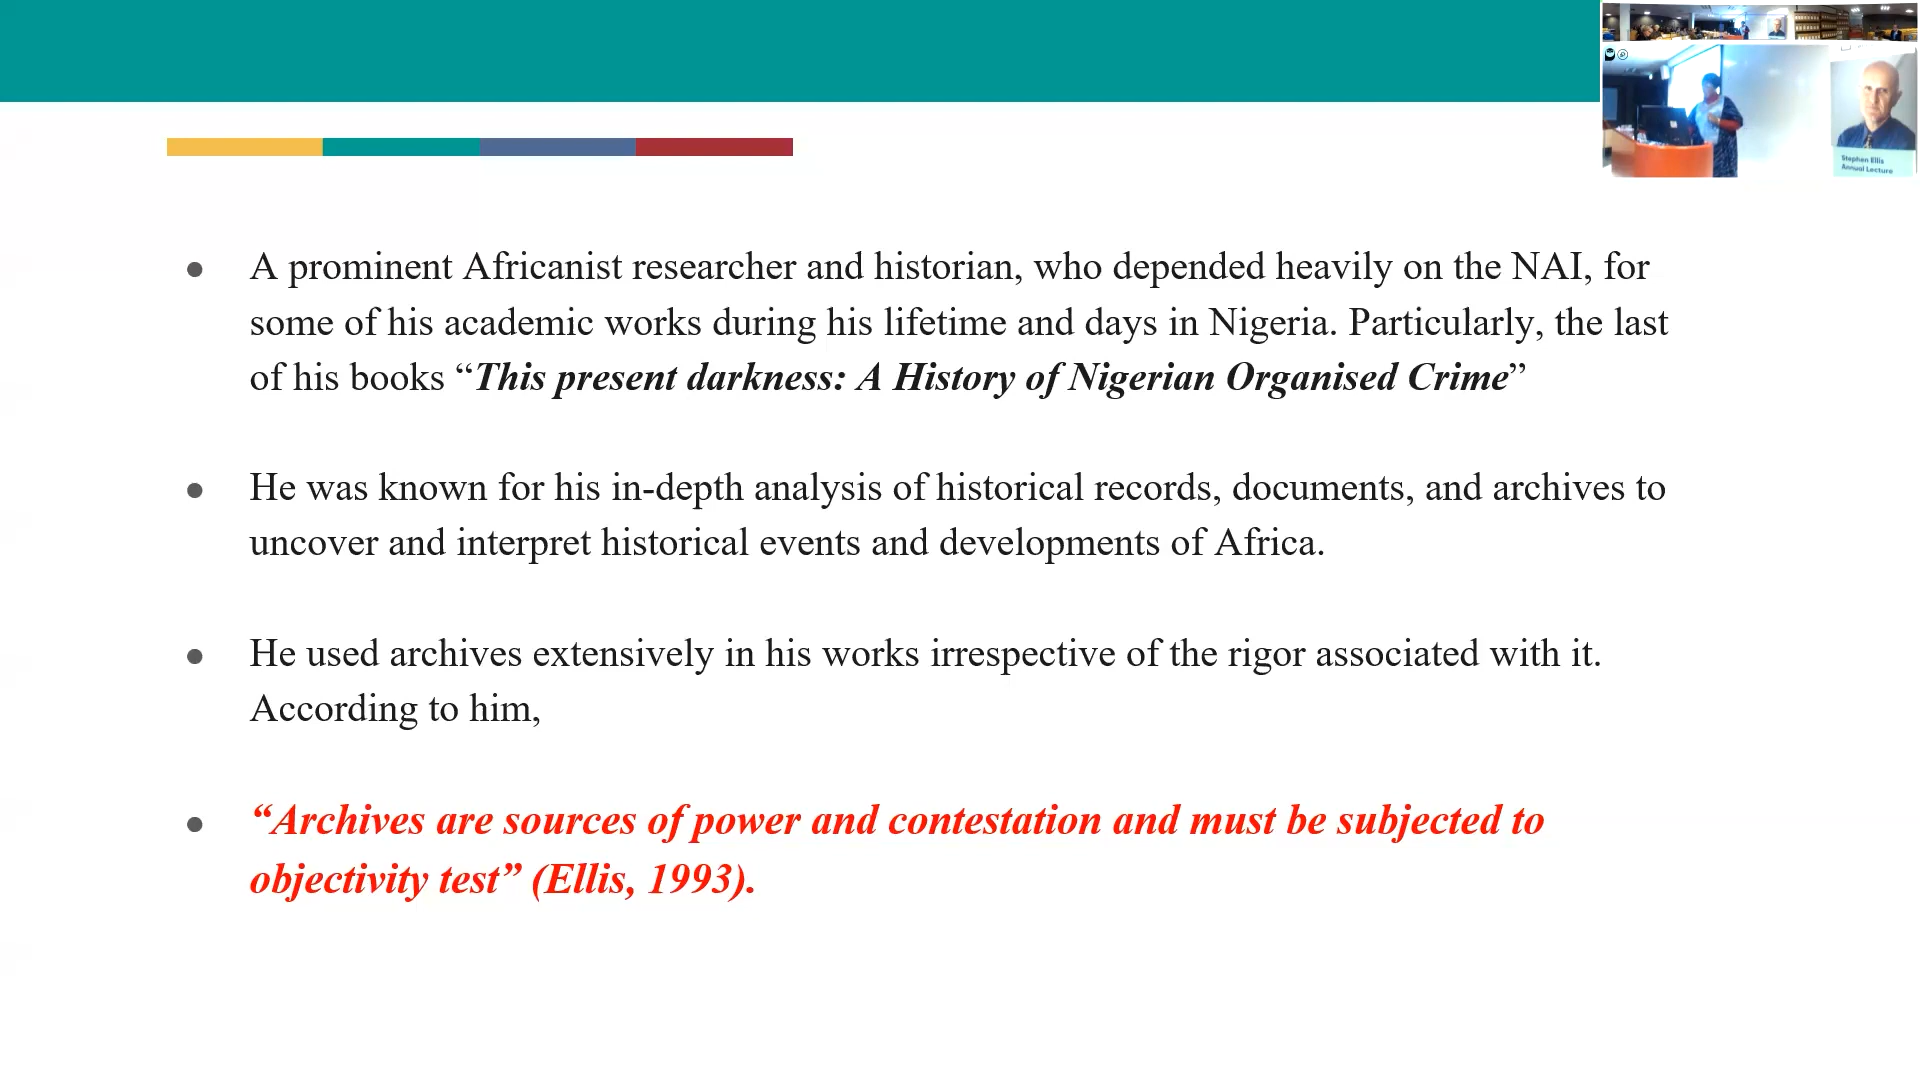 Stephen Ellis
Annual Lecture
A prominent Africanist researcher and historian, who depended heavily on the NAI, for
some of his academic works during his lifetime and days in Nigeria. Particularly, the last
of his books “This present darkness: A History of Nigerian Organised Crime”
He was known for his in-depth analysis of historical records, documents, and archives to
uncover and interpret historical events and developments of Africa.
He used archives extensively in his works irrespective of the rigor associated with it.
According to him,
“Archives are sources of power and contestation and must be subjected to
objectivity test” (Ellis, 1993).